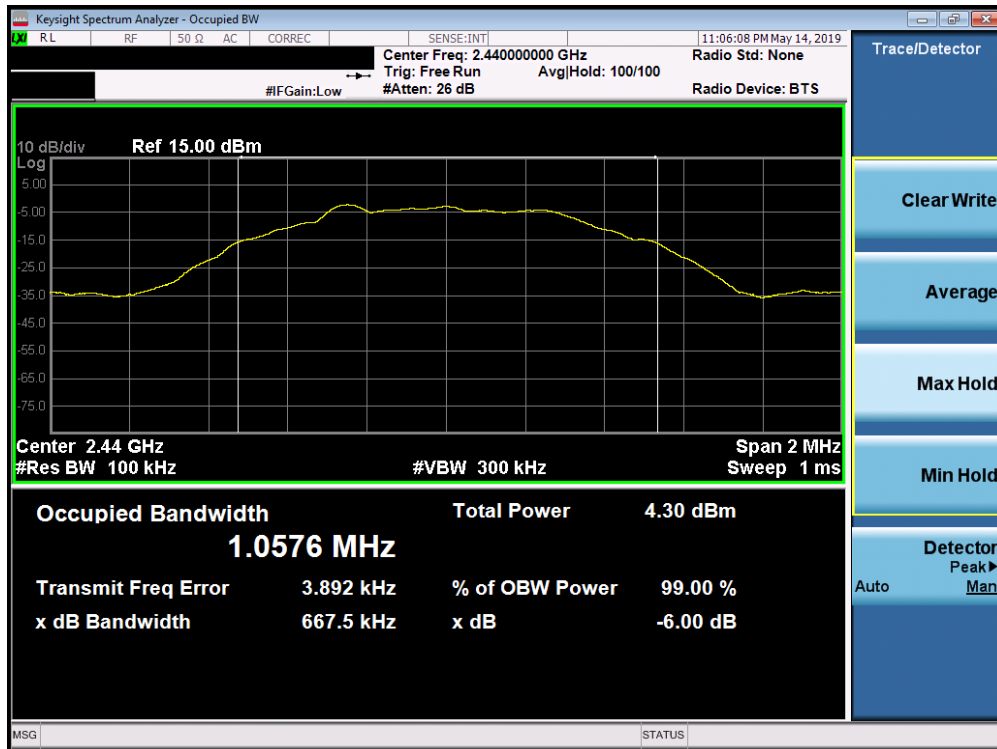 Keysight Spectrum Analyzer - Occupied BW
LXI RL RF 50 Ω AC CORREC SENSE:INT 11:06:08 PM May 14, 2019
Center Freq: 2.440000000 GHz Radio Std: None
Trig: Free Run Avg|Hold: 100/100
#IFGain:Low #Atten: 26 dB Radio Device: BTS
10 dB/div Ref 15.00 dBm
Log
5.00
-5.00
-15.0
-25.0
-35.0
-45.0
-55.0
-65.0
-75.0
Center 2.44 GHz Span 2 MHz
#Res BW 100 kHz #VBW 300 kHz Sweep 1 ms
Occupied Bandwidth Total Power 4.30 dBm
1.0576 MHz
Transmit Freq Error 3.892 kHz % of OBW Power 99.00 %
x dB Bandwidth 667.5 kHz x dB -6.00 dB
MSG STATUS
Trace/Detector
Clear Write
Average
Max Hold
Min Hold
Detector
Peak▶
Auto Man